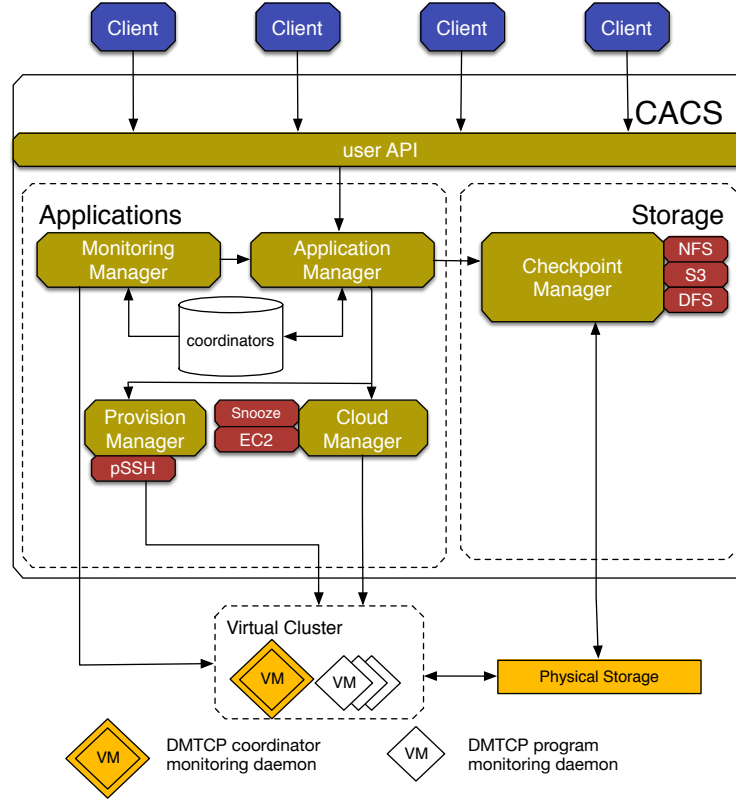 Client
Client
Client
Client
CACS
user API
Applications
Storage
Monitoring
Manager
Application
Manager
Checkpoint
Manager
NFS
S3
DFS
coordinators
Provision
Manager
pSSH
Snooze
EC2
Cloud
Manager
Virtual Cluster
VM
VM
Physical Storage
VM
DMTCP coordinator
monitoring daemon
VM
DMTCP program
monitoring daemon